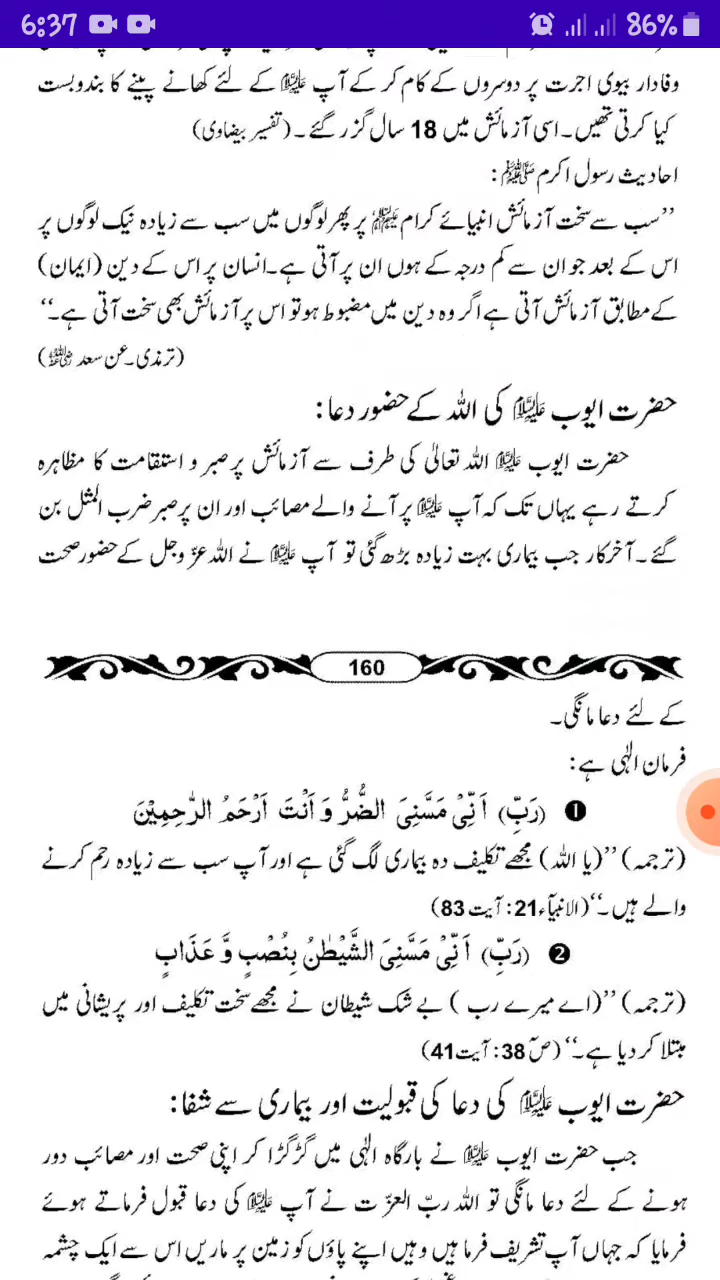 6:37
86%
وفادار بیوی اجرت پر دوسروں کے کام کر کے آپ علیہ السلام کے لئے کھانے پینے کا بندوبست
کیا کرتی تھیں۔ اسی آزمائش میں 18 سال گزر گئے۔ (تفسیر بیضاوی)
احادیث رسول اکرم ﷺ:
’’سب سے سخت آزمائش انبیائے کرام علیہم السلام پر پھر لوگوں میں سب سے زیادہ نیک لوگوں پر
اس کے بعد جو ان سے کم درجہ کے ہوں ان پر آتی ہے۔ انسان پر اس کے دین (ایمان)
کے مطابق آزمائش آتی ہے اگر وہ دین میں مضبوط ہو تو اس پر آزمائش بھی سخت آتی ہے۔‘‘
(ترمذی۔ عن سعد رضی اللہ عنہ)
حضرت ایوب علیہ السلام کی اللہ کے حضور دعا:
حضرت ایوب علیہ السلام اللہ تعالیٰ کی طرف سے آزمائش پر صبر و استقامت کا مظاہرہ
کرتے رہے یہاں تک کہ آپ علیہ السلام پر آنے والے مصائب اور ان پر صبر ضرب المثل بن
گئے۔ آخرکار جب بیماری بہت زیادہ بڑھ گئی تو آپ علیہ السلام نے اللہ عزّ وجل کے حضور صحت
160
کے لئے دعا مانگی۔
فرمان الٰہی ہے:
❶ (رَبِّ) اَنِّیْ مَسَّنِیَ الضُّرُّ وَ اَنْتَ اَرْحَمُ الرّٰحِمِیْنَ
(ترجمہ) ’’(یا اللہ) مجھے تکلیف دہ بیماری لگ گئی ہے اور آپ سب سے زیادہ رحم کرنے
والے ہیں۔‘‘ (الانبیآء 21: آیت 83)
❷ (رَبِّ) اَنِّیْ مَسَّنِیَ الشَّیْطٰنُ بِنُصْبٍ وَّ عَذَابٍ
(ترجمہ) ’’(اے میرے رب) بے شک شیطان نے مجھے سخت تکلیف اور پریشانی میں
مبتلا کر دیا ہے۔‘‘ (صٓ 38: آیت 41)
حضرت ایوب علیہ السلام کی دعا کی قبولیت اور بیماری سے شفا:
جب حضرت ایوب علیہ السلام نے بارگاہ الٰہی میں گڑگڑا کر اپنی صحت اور مصائب دور
ہونے کے لئے دعا مانگی تو اللہ ربّ العزّت نے آپ علیہ السلام کی دعا قبول فرماتے ہوئے
فرمایا کہ جہاں آپ تشریف فرما ہیں وہیں اپنے پاؤں کو زمین پر ماریں اس سے ایک چشمہ